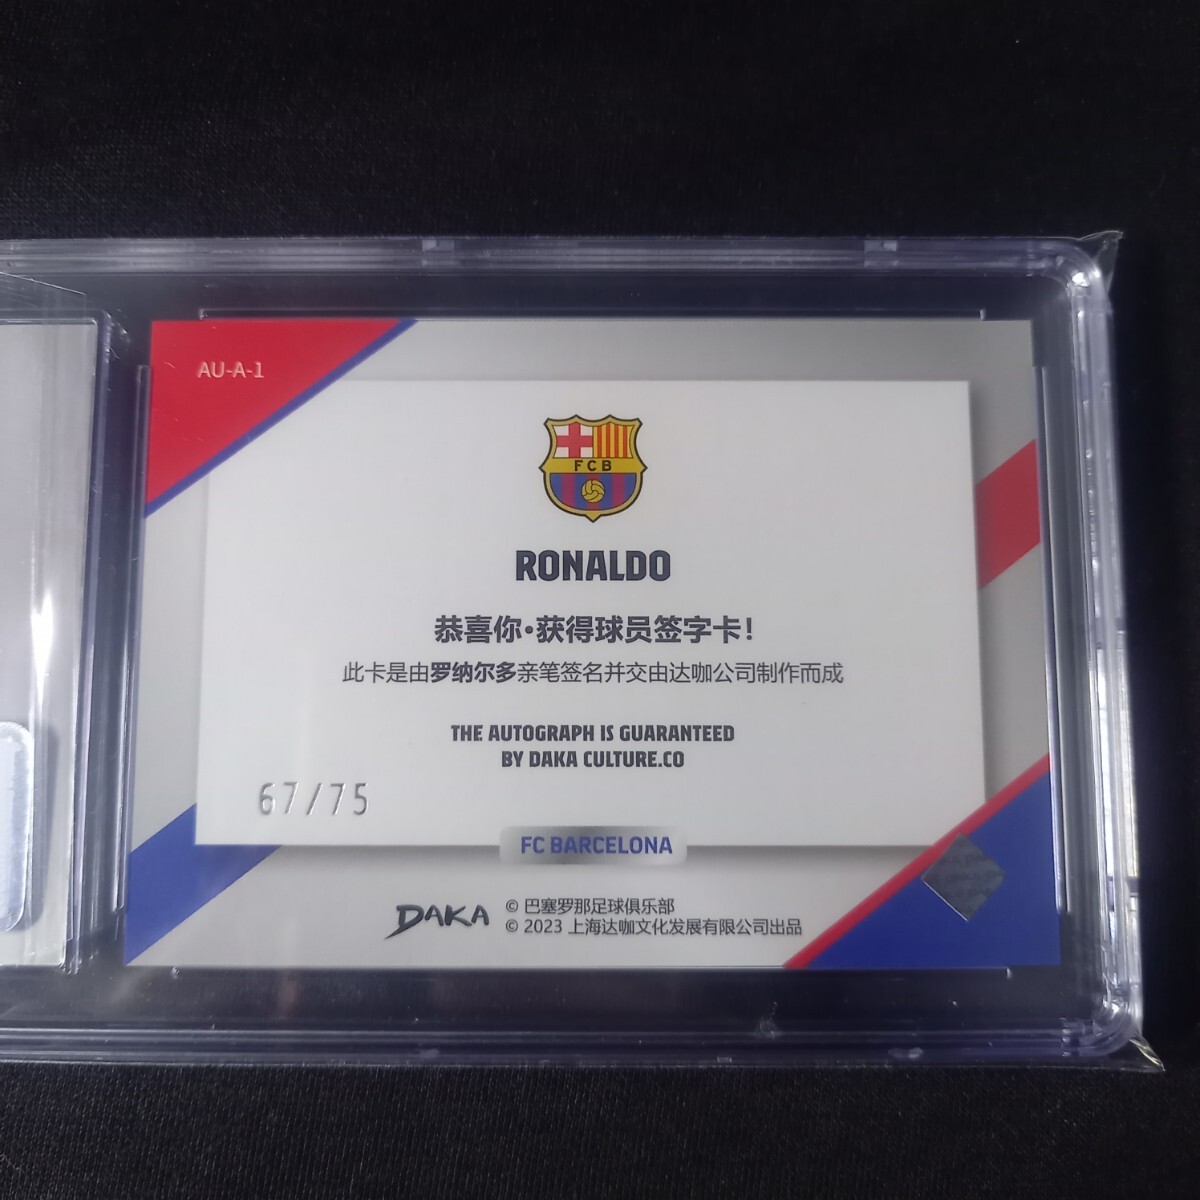 AU-A-1
FCB
RONALDO
恭喜你·获得球员签字卡!
此卡是由罗纳尔多亲笔签名并交由达咖公司制作而成
THE AUTOGRAPH IS GUARANTEED
BY DAKA CULTURE.CO
67/75
FC BARCELONA
DAKA
© 巴塞罗那足球俱乐部
© 2023 上海达咖文化发展有限公司出品